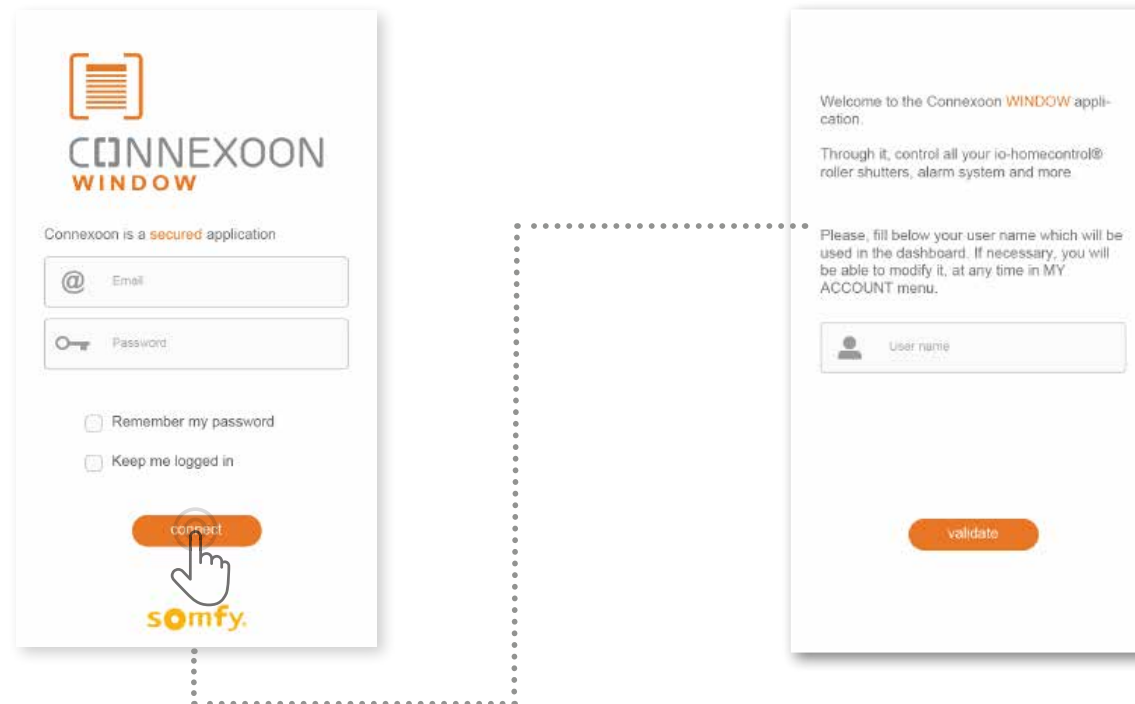 CONNEXOON
WINDOW
Connexoon is a secured application
@ Email
Password
Remember my password
Keep me logged in
connect
somfy.
Welcome to the Connexoon WINDOW appli-
cation.
Through it, control all your io-homecontrol®
roller shutters, alarm system and more
Please, fill below your user name which will be
used in the dashboard. If necessary, you will
be able to modify it, at any time in MY
ACCOUNT menu.
User name
validate